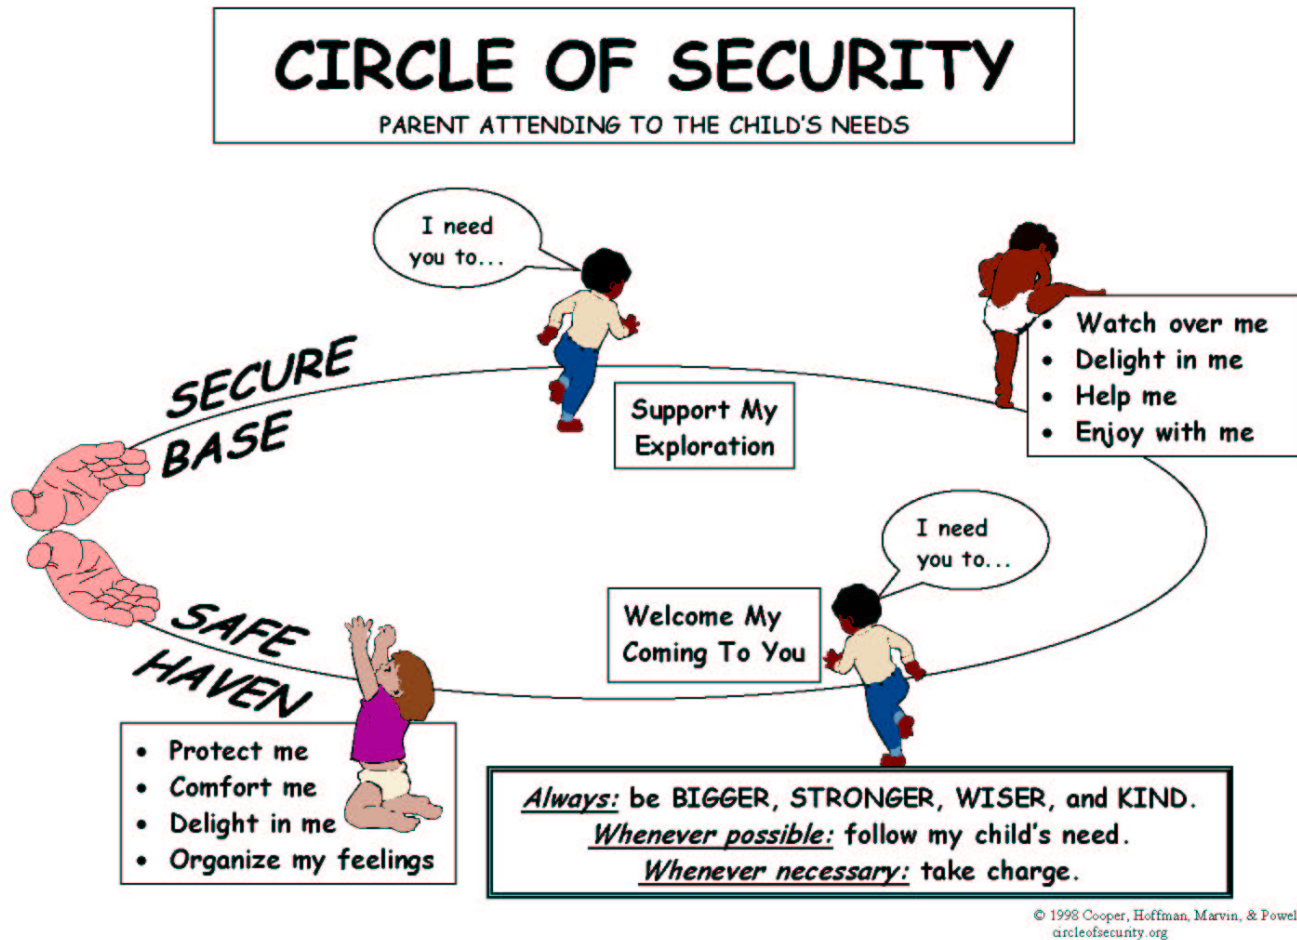 CIRCLE OF SECURITY
PARENT ATTENDING TO THE CHILD'S NEEDS
I need
you to...
SECURE
BASE
Support My
Exploration
• Watch over me
• Delight in me
• Help me
• Enjoy with me
I need
you to...
Welcome My
Coming To You
SAFE
HAVEN
• Protect me
• Comfort me
• Delight in me
• Organize my feelings
Always: be BIGGER, STRONGER, WISER, and KIND.
Whenever possible: follow my child's need.
Whenever necessary: take charge.
© 1998 Cooper, Hoffman, Marvin, & Powel
circleofsecurity.org